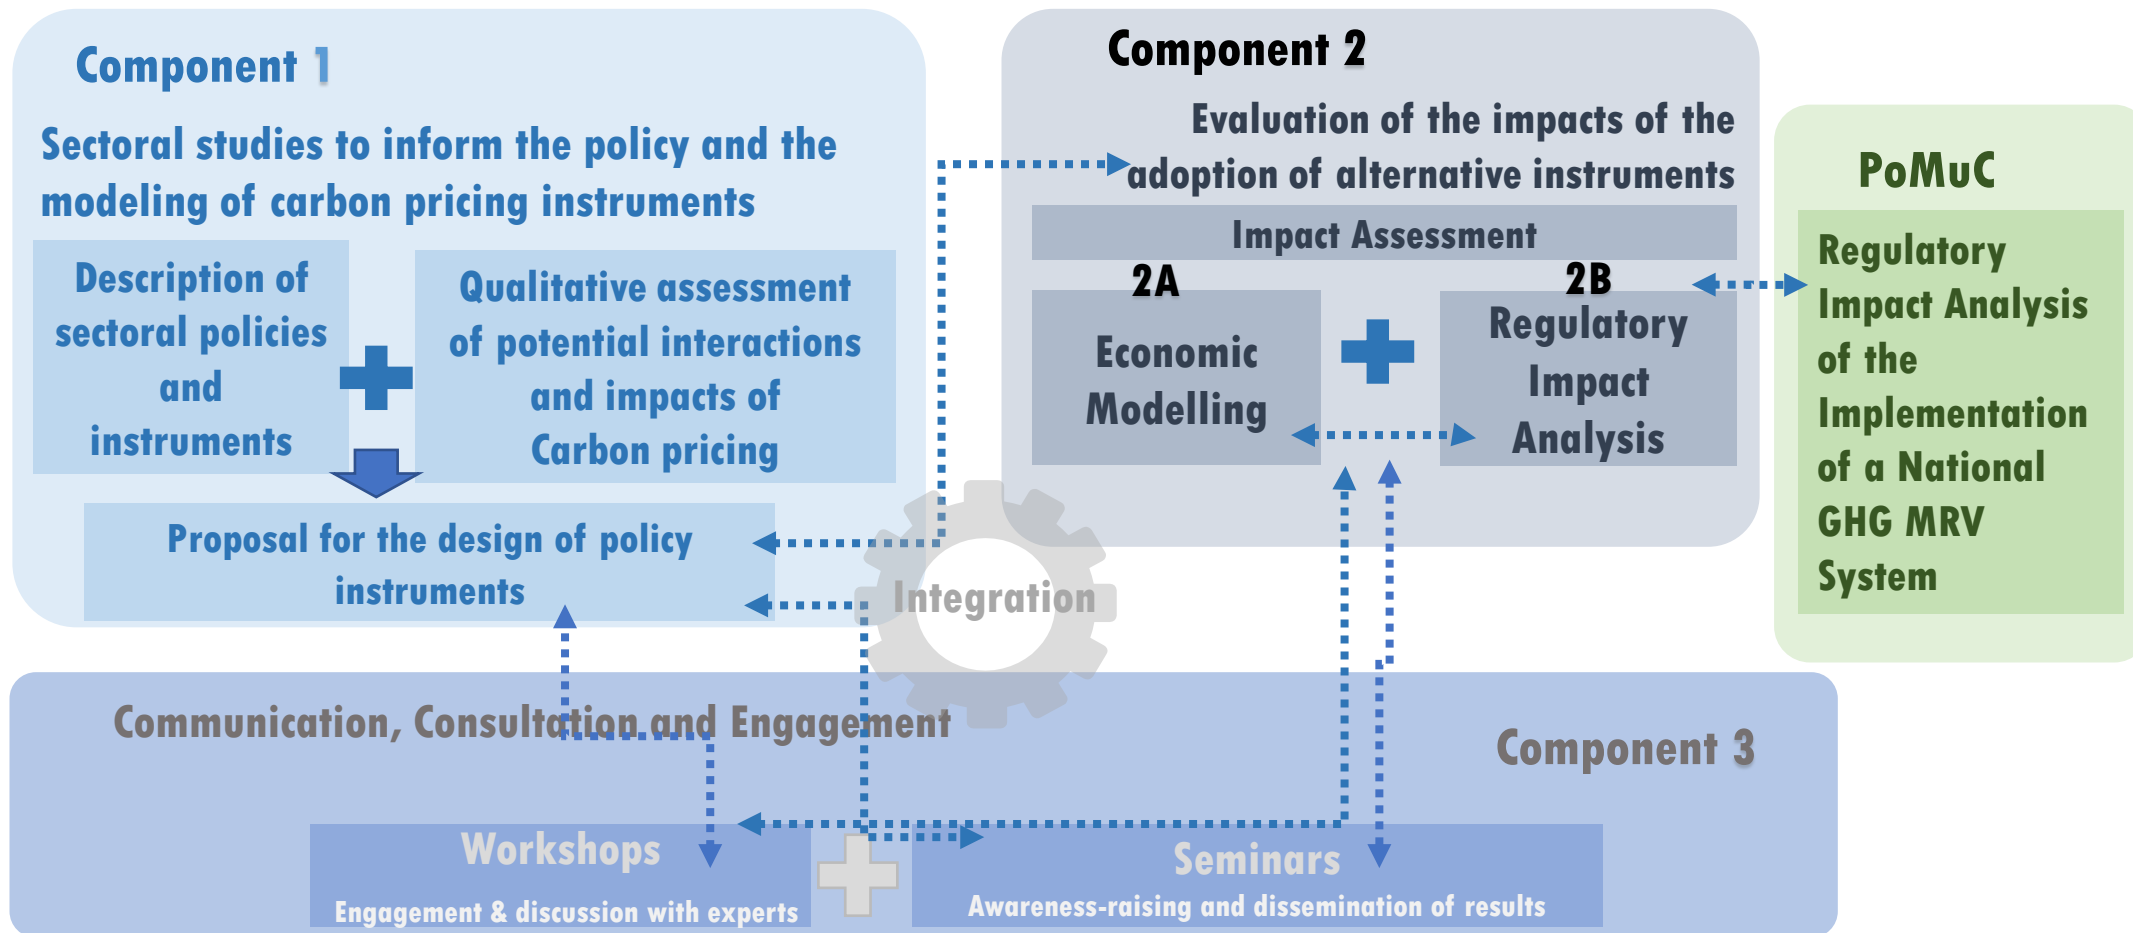 Component 1
Sectoral studies to inform the policy and the
modeling of carbon pricing instruments
Description of
sectoral policies
and
instruments
Qualitative assessment
of potential interactions
and impacts of
Carbon pricing
Proposal for the design of policy
instruments
Component 2
Evaluation of the impacts of the
adoption of alternative instruments
Impact Assessment
2A
Economic
Modelling
2B
Regulatory
Impact
Analysis
PoMuC
Regulatory
Impact Analysis
of the
Implementation
of a National
GHG MRV
System
Integration
Communication, Consultation and Engagement
Component 3
Workshops
Engagement & discussion with experts
Seminars
Awareness-raising and dissemination of results